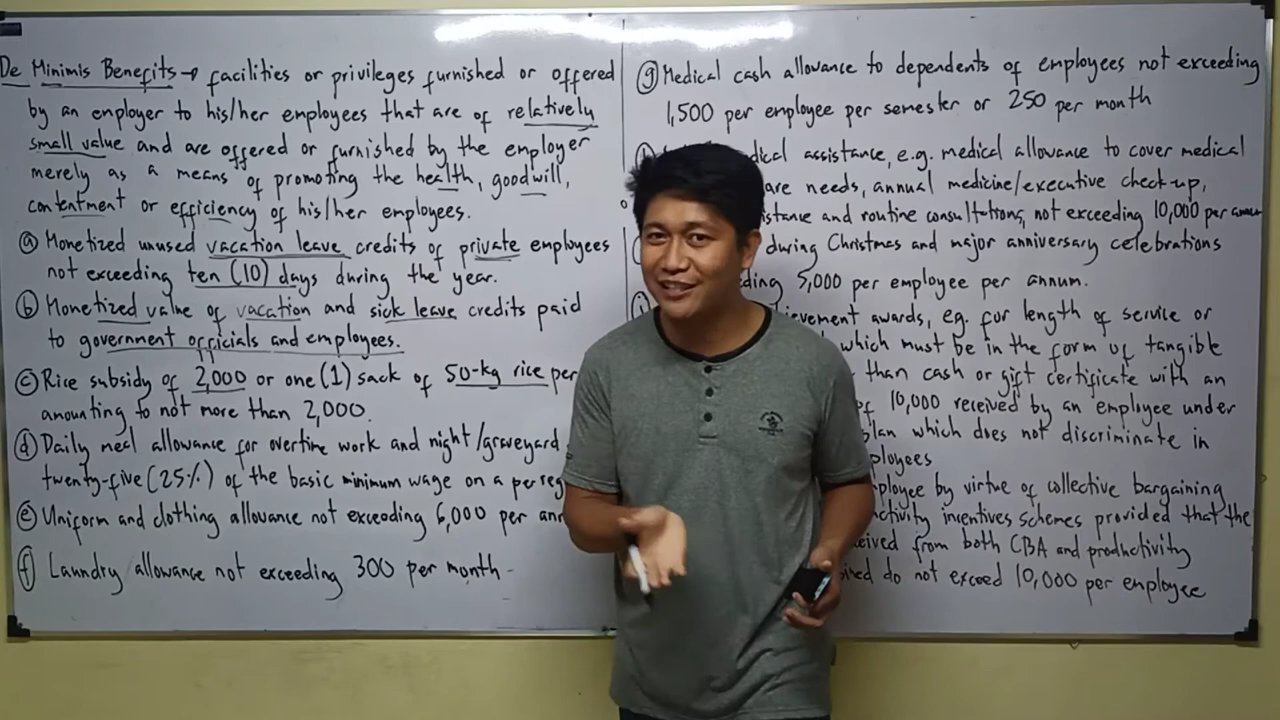 De Minimis Benefits → facilities or privileges furnished or offered
by an employer to his/her employees that are of relatively
small value and are offered or furnished by the employer
merely as a means of promoting the health, goodwill,
contentment or efficiency of his/her employees.
(a) Monetized unused vacation leave credits of private employees
not exceeding ten (10) days during the year.
(b) Monetized value of vacation and sick leave credits paid
to government officials and employees.
(c) Rice subsidy of 2,000 or one (1) sack of 50-kg rice per
amounting to not more than 2,000.
(d) Daily meal allowance for overtime work and night/graveyard
twenty-five (25%) of the basic minimum wage on a per reg
(e) Uniform and clothing allowance not exceeding 6,000 per ann
(f) Laundry allowance not exceeding 300 per month
(g) Medical cash allowance to dependents of employees not exceeding
1,500 per employee per semester or 250 per month
dical assistance, e.g. medical allowance to cover medical
are needs, annual medicine/executive check-up,
istance and routine consultations, not exceeding 10,000 per annum
during Christmas and major anniversary celebrations
ding 5,000 per employee per annum.
ievement awards, eg. for length of service or
which must be in the form of tangible
than cash or gift certificate with an
of 10,000 received by an employee under
plan which does not discriminate in
ployees
ployee by virtue of collective bargaining
ctivity incentives schemes provided that the
eived from both CBA and productivity
ined do not exceed 10,000 per employee